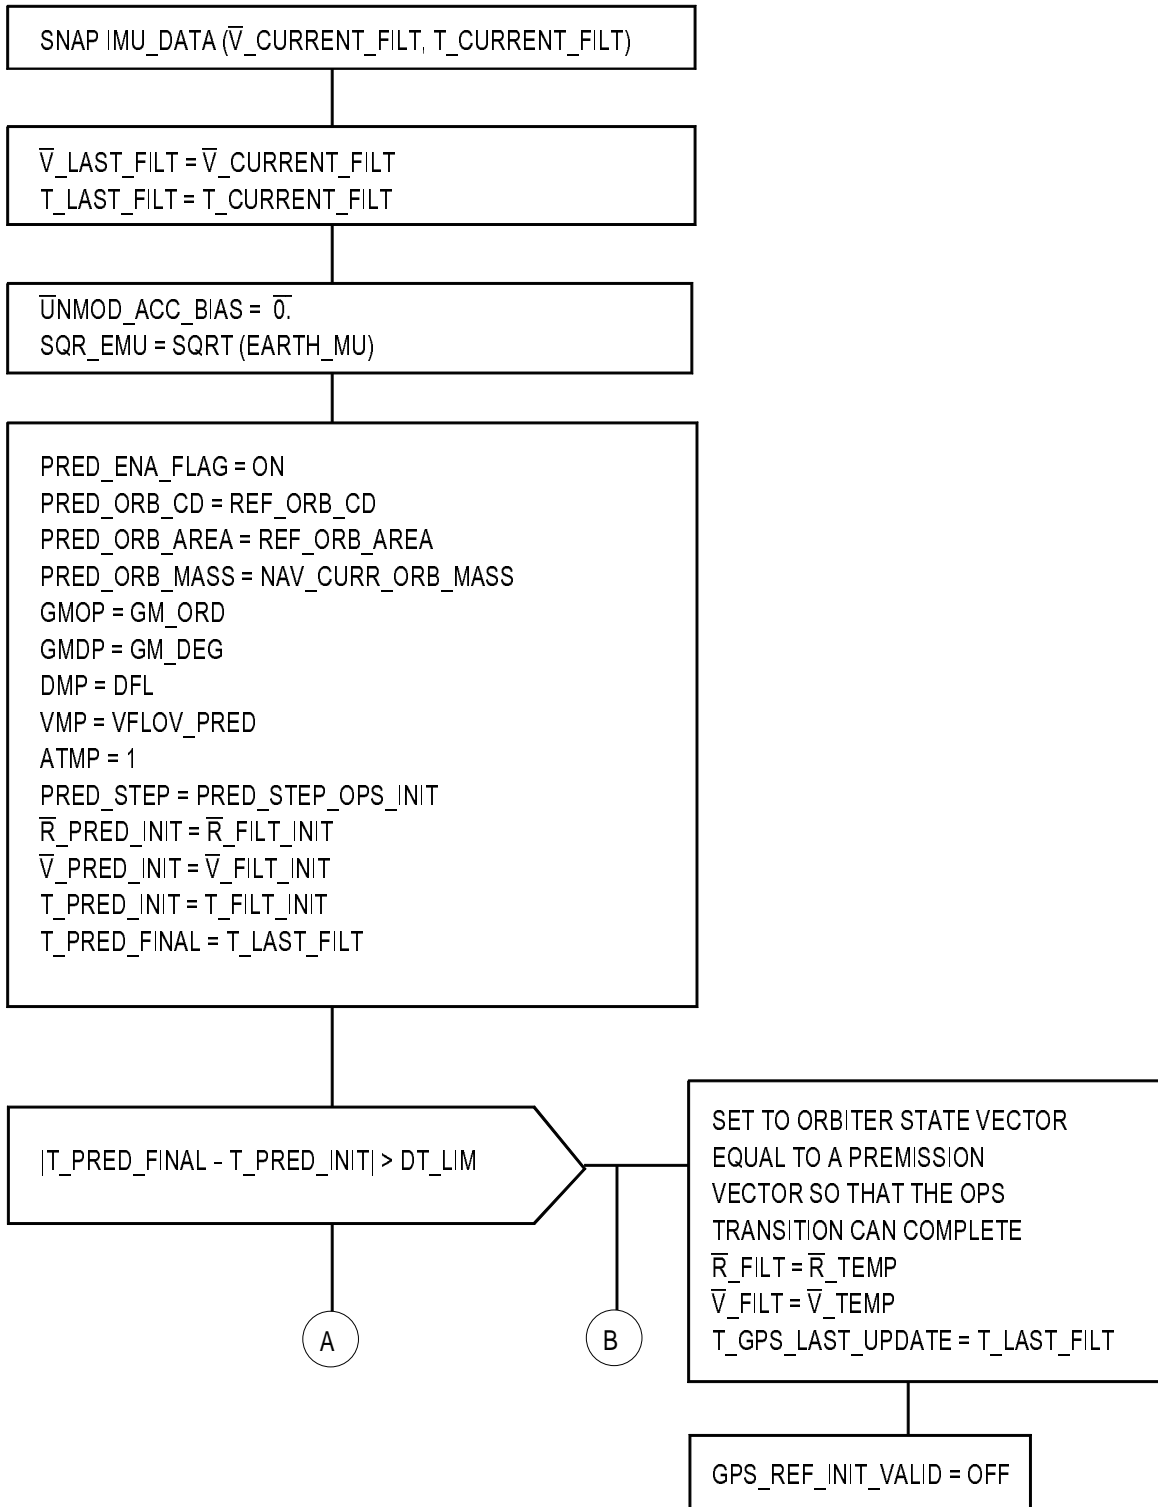 SNAP IMU_DATA (V̅_CURRENT_FILT, T_CURRENT_FILT)
V̅_LAST_FILT = V̅_CURRENT_FILT
T_LAST_FILT = T_CURRENT_FILT
U̅NMOD_ACC_BIAS = 0̅.
SQR_EMU = SQRT (EARTH_MU)
PRED_ENA_FLAG = ON
PRED_ORB_CD = REF_ORB_CD
PRED_ORB_AREA = REF_ORB_AREA
PRED_ORB_MASS = NAV_CURR_ORB_MASS
GMOP = GM_ORD
GMDP = GM_DEG
DMP = DFL
VMP = VFLOV_PRED
ATMP = 1
PRED_STEP = PRED_STEP_OPS_INIT
R̅_PRED_INIT = R̅_FILT_INIT
V̅_PRED_INIT = V̅_FILT_INIT
T_PRED_INIT = T_FILT_INIT
T_PRED_FINAL = T_LAST_FILT
|T_PRED_FINAL – T_PRED_INIT| > DT_LIM
SET TO ORBITER STATE VECTOR
EQUAL TO A PREMISSION
VECTOR SO THAT THE OPS
TRANSITION CAN COMPLETE
R̅_FILT = R̅_TEMP
V̅_FILT = V̅_TEMP
T_GPS_LAST_UPDATE = T_LAST_FILT
A
B
GPS_REF_INIT_VALID = OFF